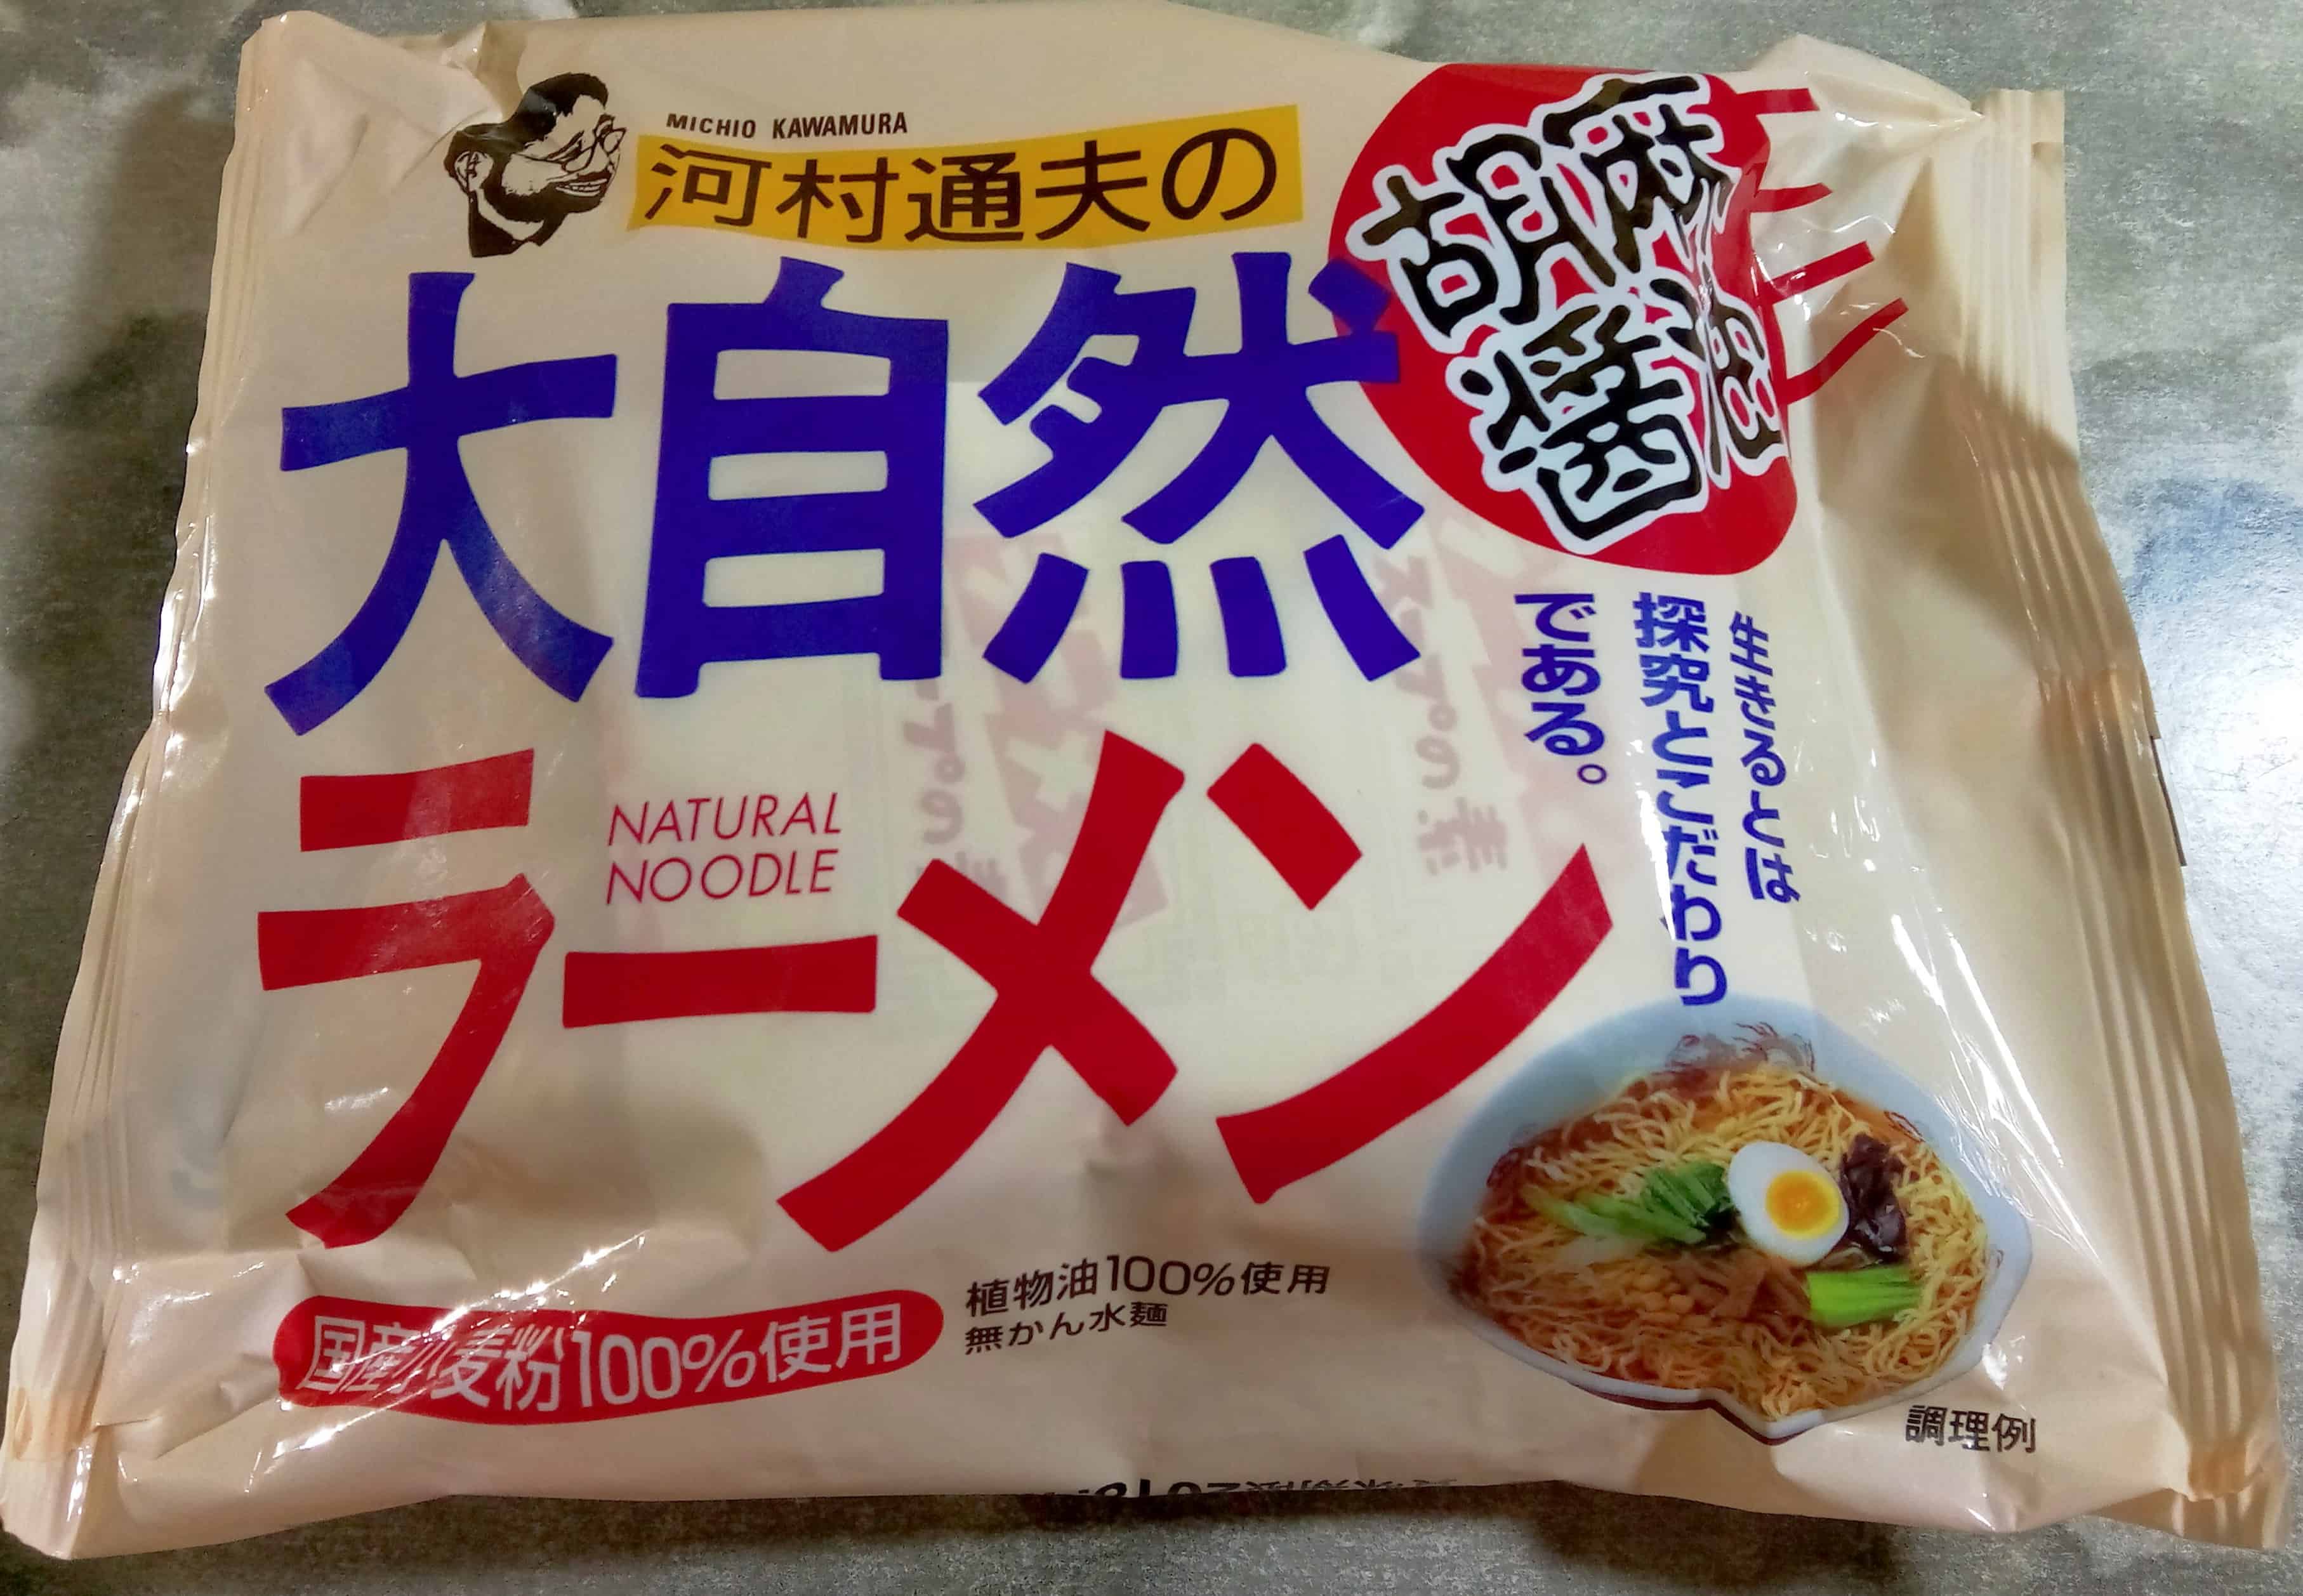 MICHIO KAWAMURA
河村通夫の
胡麻
醤油
大自然
ラーメン
NATURAL
NOODLE
生きるとは
探究とこだわり
である。
国産小麦粉100%使用
植物油100%使用
無かん水麺
調理例